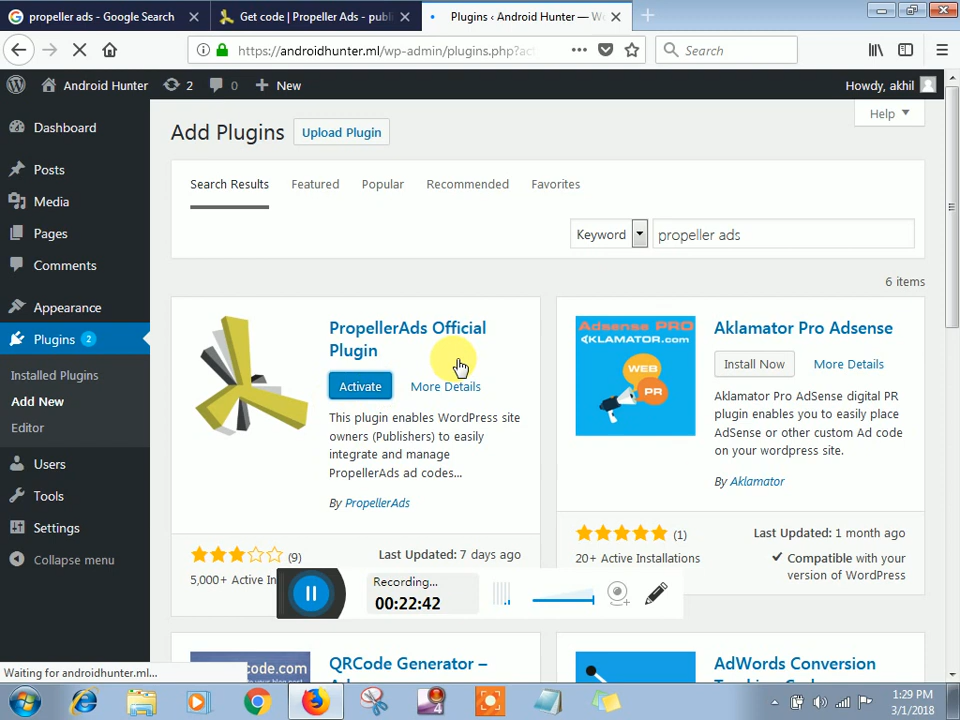 propeller ads - Google Search
Get code | Propeller Ads - publ
Plugins ‹ Android Hunter — W
https://androidhunter.ml/wp-admin/plugins.php?ac
Search
Android Hunter
2
0
New
Howdy, akhil
Dashboard
Posts
Media
Pages
Comments
Appearance
Plugins 2
Installed Plugins
Add New
Editor
Users
Tools
Settings
Collapse menu
Help
Add Plugins
Upload Plugin
Search Results
Featured
Popular
Recommended
Favorites
Keyword
propeller ads
6 items
PropellerAds Official
Plugin
Activate
More Details
This plugin enables WordPress site
owners (Publishers) to easily
integrate and manage
PropellerAds ad codes...
By PropellerAds
(9)
Last Updated: 7 days ago
5,000+ Active In
Adsense PRO
AKLAMATOR.com
WEB
PR
Aklamator Pro Adsense
Install Now
More Details
Aklamator Pro AdSense digital PR
plugin enables you to easily place
AdSense or other custom Ad code
on your wordpress site.
By Aklamator
(1)
Last Updated: 1 month ago
20+ Active Installations
Compatible with your
version of WordPress
Recording...
00:22:42
code.com
QRCode Generator –
AdWords Conversion
Waiting for androidhunter.ml...
4
1:29 PM
3/1/2018